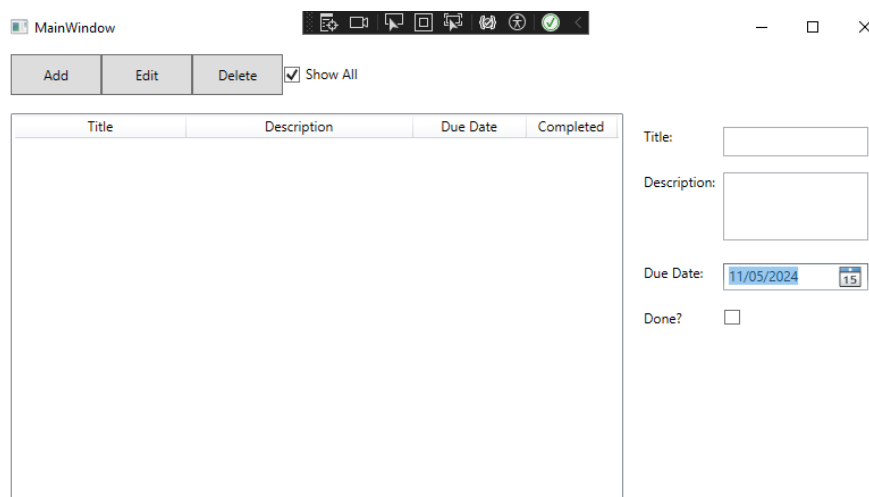 MainWindow
Add Edit Delete Show All
Title Description Due Date Completed
Title:
Description:
Due Date: 11/05/2024 15
Done?